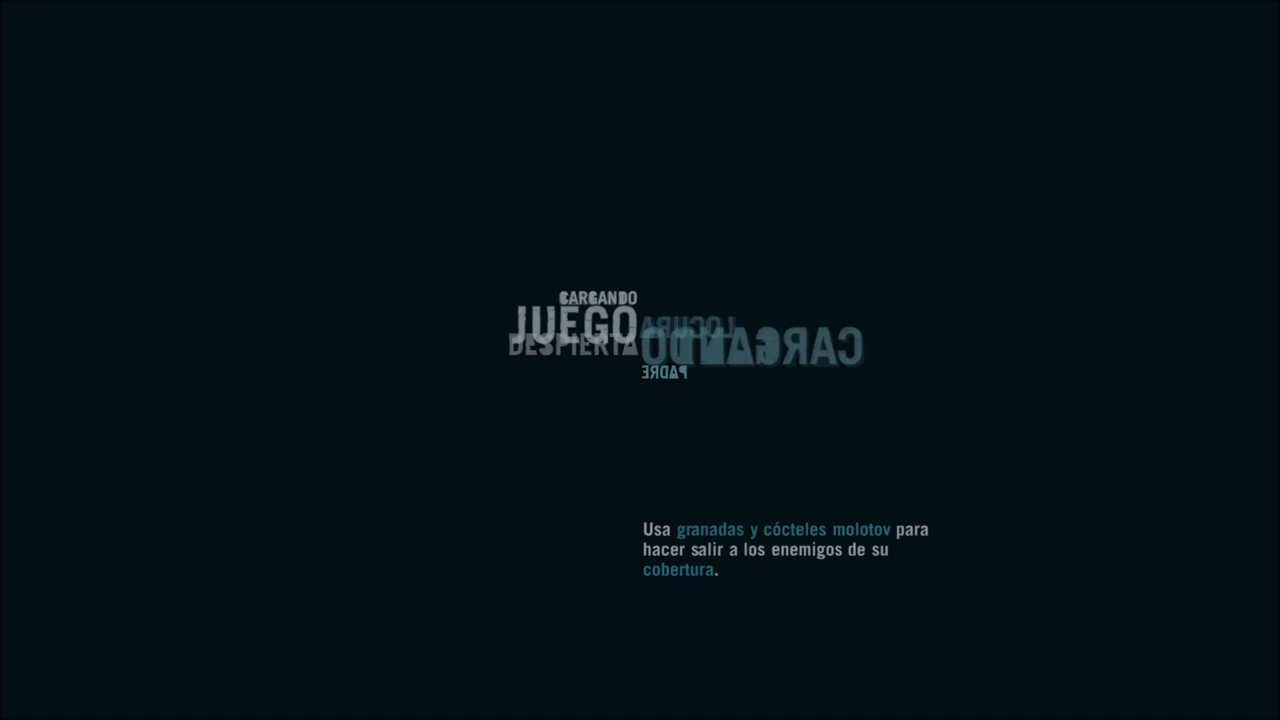 CARGANDO
JUEGO
DESPIERTA
LOCURA
CARGANDO
PADRE
Usa granadas y cócteles molotov para
hacer salir a los enemigos de su
cobertura.